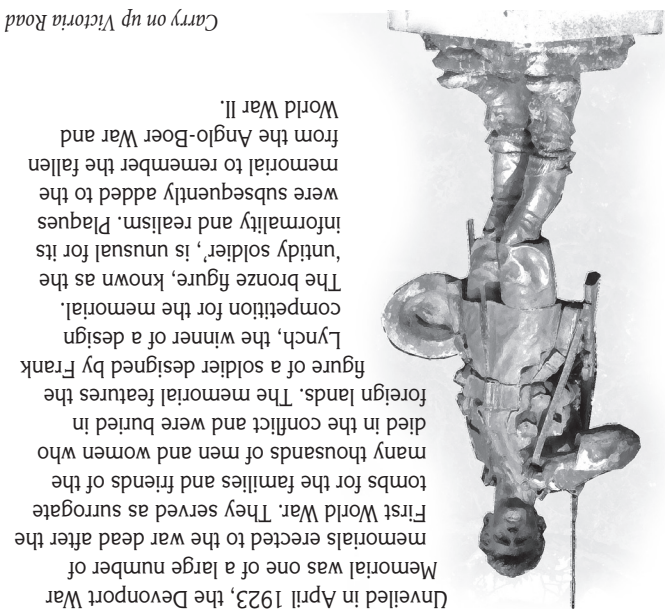 Unveiled in April 1923, the Devonport War
Memorial was one of a large number of
memorials erected to the war dead after the
First World War. They served as surrogate
tombs for the families and friends of the
many thousands of men and women who
died in the conflict and were buried in
foreign lands. The memorial features the
figure of a soldier designed by Frank
Lynch, the winner of a design
competition for the memorial.
The bronze figure, known as the
'untidy soldier', is unusual for its
informality and realism. Plaques
were subsequently added to the
memorial to remember the fallen
from the Anglo-Boer War and
World War II.
Carry on up Victoria Road